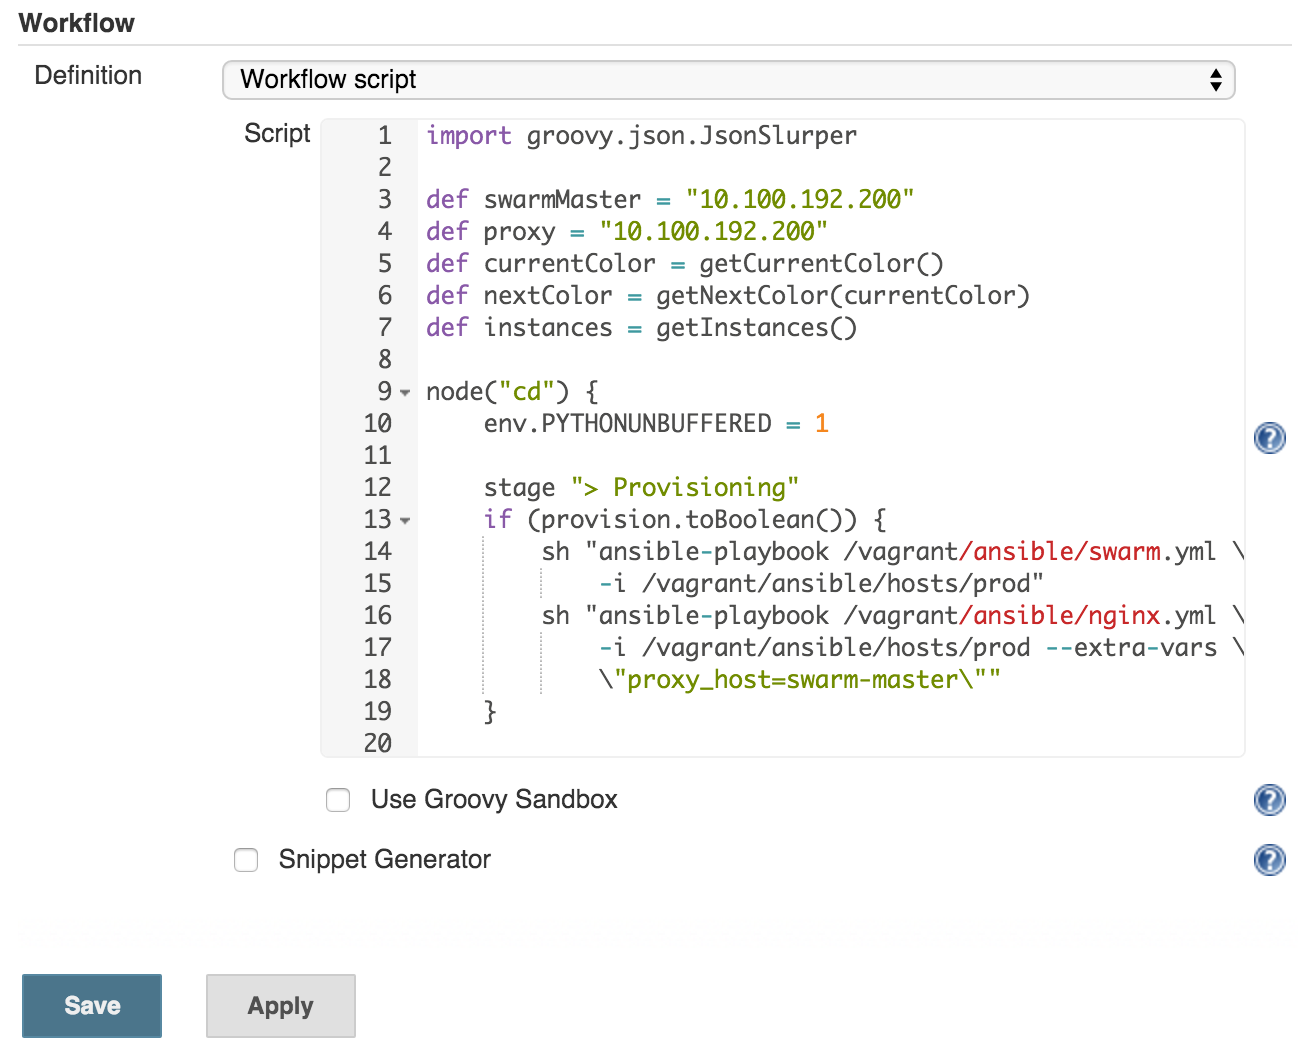 Workflow
Definition
Workflow script
Script
1 import groovy.json.JsonSlurper
2
3 def swarmMaster = "10.100.192.200"
4 def proxy = "10.100.192.200"
5 def currentColor = getCurrentColor()
6 def nextColor = getNextColor(currentColor)
7 def instances = getInstances()
8
9 node("cd") {
10     env.PYTHONUNBUFFERED = 1
11
12     stage "> Provisioning"
13     if (provision.toBoolean()) {
14         sh "ansible-playbook /vagrant/ansible/swarm.yml \
15             -i /vagrant/ansible/hosts/prod"
16         sh "ansible-playbook /vagrant/ansible/nginx.yml \
17             -i /vagrant/ansible/hosts/prod --extra-vars \
18             \"proxy_host=swarm-master\""
19     }
20
Use Groovy Sandbox
Snippet Generator
Save
Apply